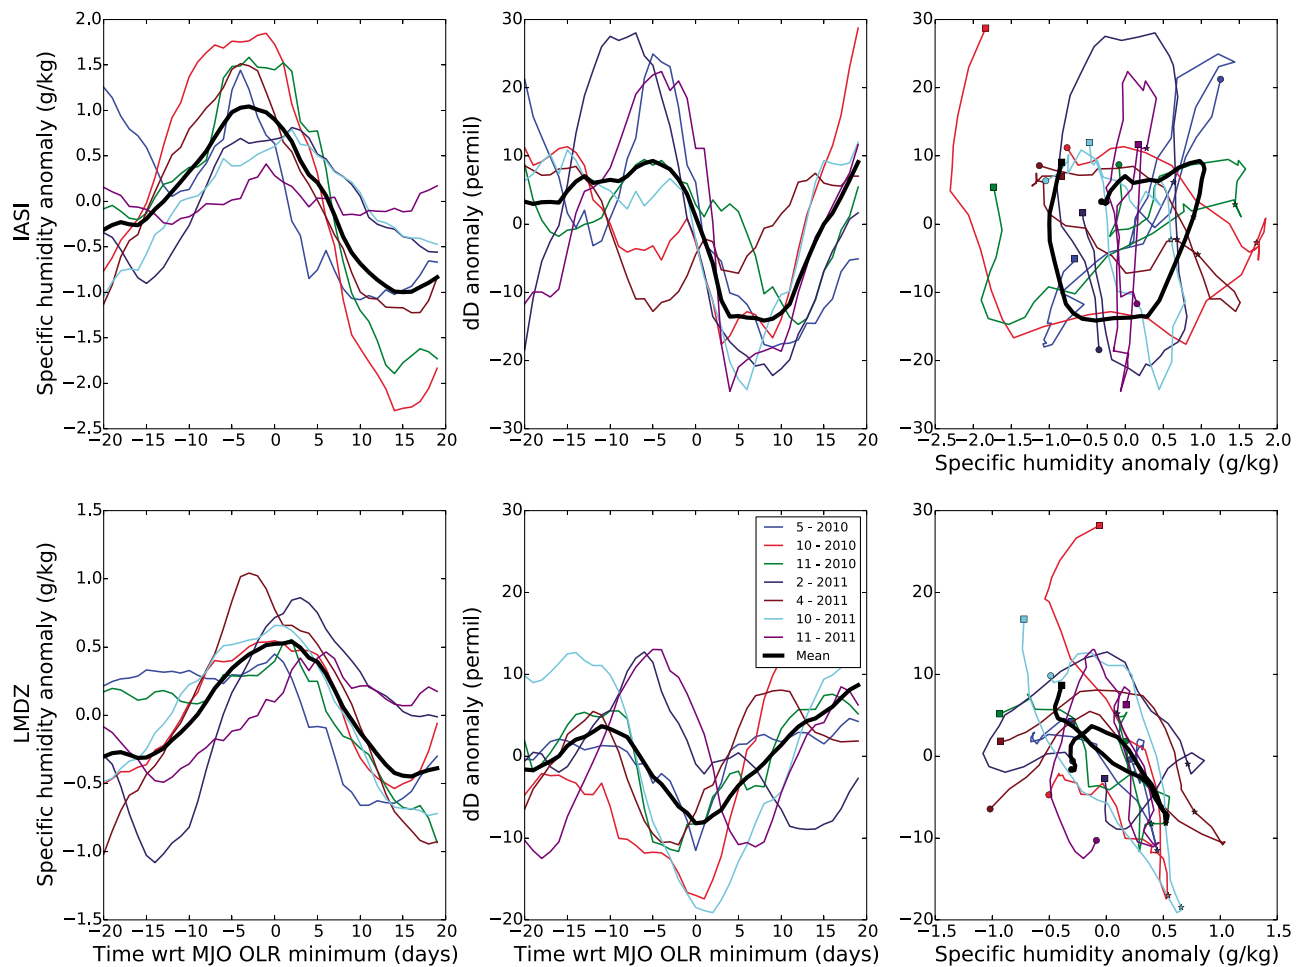 IASI
Specific humidity anomaly (g/kg)
2.0
1.5
1.0
0.5
0.0
−0.5
−1.0
−1.5
−2.0
−2.5
−20 −15 −10 −5 0 5 10 15 20
dD anomaly (permil)
30
20
10
0
−10
−20
−30
−20 −15 −10 −5 0 5 10 15 20
30
20
10
0
−10
−20
−30
−2.5 −2.0 −1.5 −1.0 −0.5 0.0 0.5 1.0 1.5 2.0
Specific humidity anomaly (g/kg)
LMDZ
Specific humidity anomaly (g/kg)
1.5
1.0
0.5
0.0
−0.5
−1.0
−1.5
−20 −15 −10 −5 0 5 10 15 20
Time wrt MJO OLR minimum (days)
dD anomaly (permil)
30
20
10
0
−10
−20
−20 −15 −10 −5 0 5 10 15 20
Time wrt MJO OLR minimum (days)
5 - 2010
10 - 2010
11 - 2010
2 - 2011
4 - 2011
10 - 2011
11 - 2011
Mean
30
20
10
0
−10
−20
−1.5 −1.0 −0.5 0.0 0.5 1.0 1.5
Specific humidity anomaly (g/kg)